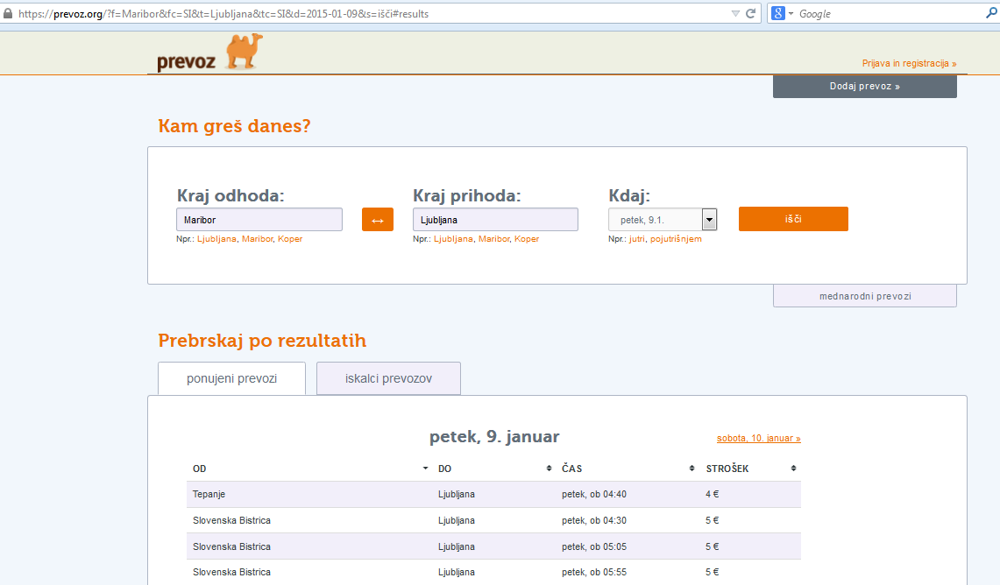 https://prevoz.org/?f=Maribor&fc=SI&t=Ljubljana&tc=SI&d=2015-01-09&s=išči#results
8 Google
prevoz
Prijava in registracija »
Dodaj prevoz »
Kam greš danes?
Kraj odhoda: Kraj prihoda: Kdaj:
Maribor ↔ Ljubljana petek, 9.1. išči
Npr.: Ljubljana, Maribor, Koper Npr.: Ljubljana, Maribor, Koper Npr.: jutri, pojutrišnjem
mednarodni prevozi
Prebrskaj po rezultatih
ponujeni prevozi iskalci prevozov
petek, 9. januar sobota, 10. januar »
OD DO ČAS STROŠEK
Tepanje Ljubljana petek, ob 04:40 4 €
Slovenska Bistrica Ljubljana petek, ob 04:30 5 €
Slovenska Bistrica Ljubljana petek, ob 05:05 5 €
Slovenska Bistrica Ljubljana petek, ob 05:55 5 €